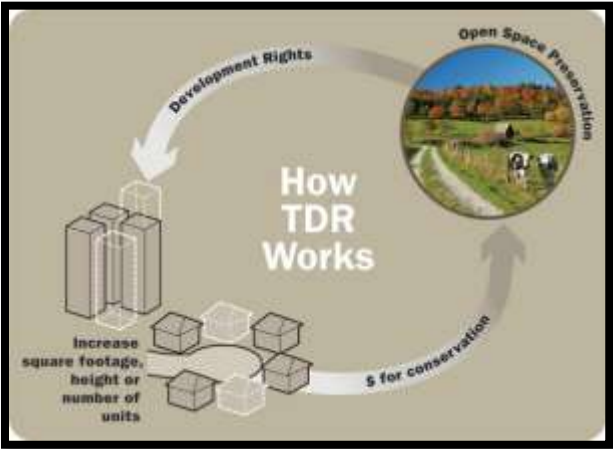 Open Space Preservation
Development Rights
How
TDR
Works
Increase
square footage,
height or
number of
units
$ for conservation